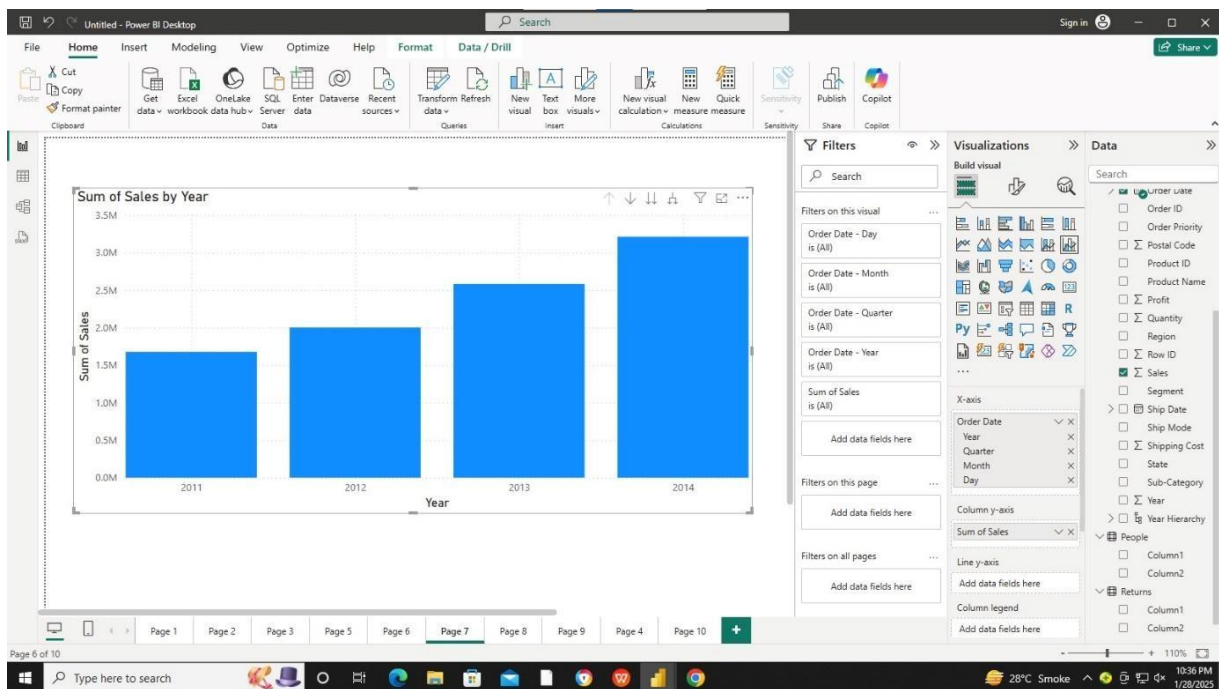 Untitled - Power BI Desktop
Search
Sign in
File Home Insert Modeling View Optimize Help Format Data / Drill
Share
Paste
Cut
Copy
Format painter
Clipboard
Get data
Excel workbook
OneLake data hub
SQL Server
Enter data
Dataverse
Recent sources
Data
Transform data
Refresh
Queries
New visual
Text box
More visuals
Insert
New visual calculation
New measure
Quick measure
Calculations
Sensitivity
Sensitivity
Publish
Share
Copilot
Copilot
Sum of Sales by Year
3.5M
3.0M
2.5M
2.0M
1.5M
1.0M
0.5M
0.0M
Sum of Sales
2011 2012 2013 2014
Year
Filters
Search
Filters on this visual
Order Date - Day
is (All)
Order Date - Month
is (All)
Order Date - Quarter
is (All)
Order Date - Year
is (All)
Sum of Sales
is (All)
Add data fields here
Filters on this page
Add data fields here
Filters on all pages
Add data fields here
Visualizations
Build visual
123
R
Py
X-axis
Order Date
Year
Quarter
Month
Day
Column y-axis
Sum of Sales
Line y-axis
Add data fields here
Column legend
Add data fields here
Data
Search
Order Date
Order ID
Order Priority
Postal Code
Product ID
Product Name
Profit
Quantity
Region
Row ID
Sales
Segment
Ship Date
Ship Mode
Shipping Cost
State
Sub-Category
Year
Year Hierarchy
People
Column1
Column2
Returns
Column1
Column2
Page 1 Page 2 Page 3 Page 5 Page 6 Page 7 Page 8 Page 9 Page 4 Page 10
Page 6 of 10
110%
Type here to search
28°C Smoke
10:36 PM
1/28/2025